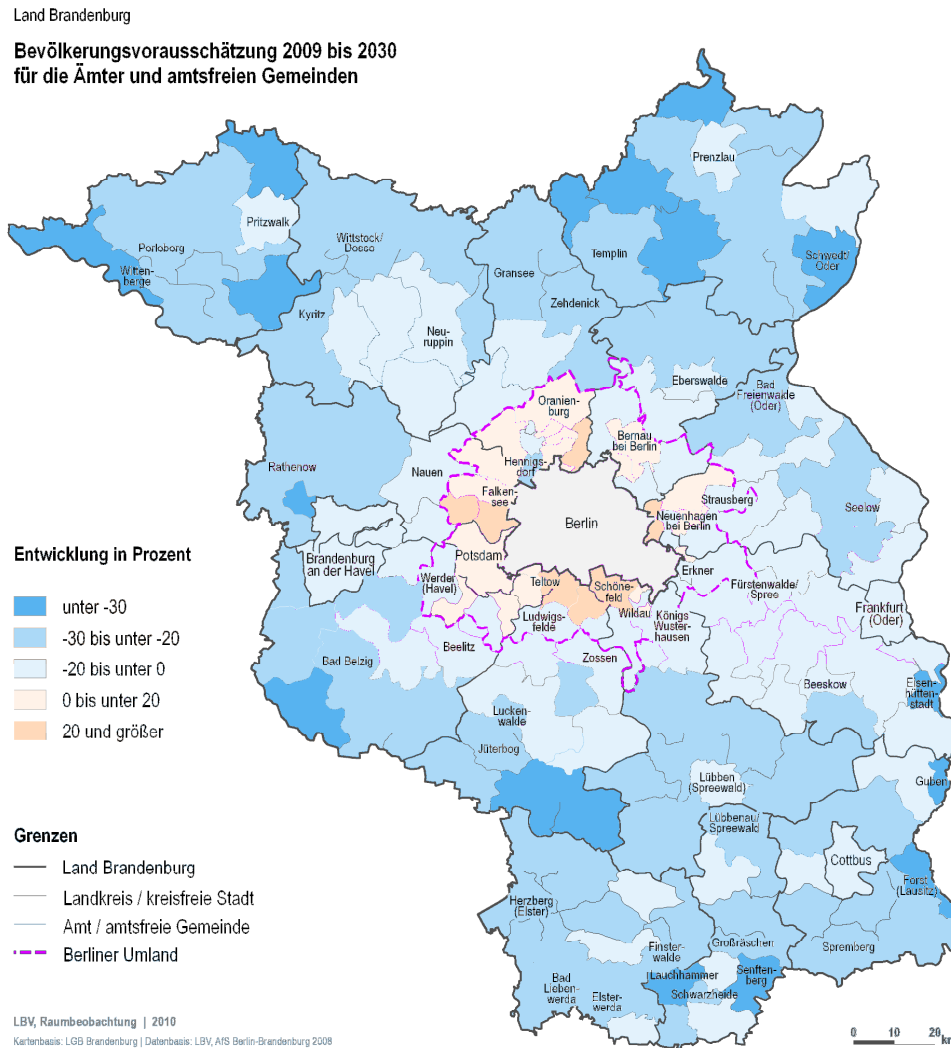 Land Brandenburg
Bevölkerungsvorausschätzung 2009 bis 2030
für die Ämter und amtsfreien Gemeinden
Prenzlau
Pritzwalk
Wittstock/
Dosse
Perleberg
Witten-
berge
Templin
Schwedt/
Oder
Gransee
Zehdenick
Kyritz
Neu-
ruppin
Eberswalde
Bad
Freienwalde
(Oder)
Oranien-
burg
Bernau
bei Berlin
Hennigs-
dorf
Rathenow
Nauen
Falken-
see
Strausberg
Neuenhagen
bei Berlin
Seelow
Berlin
Brandenburg
an der Havel
Potsdam
Werder
(Havel)
Teltow
Schöne-
feld
Erkner
Fürstenwalde/
Spree
Frankfurt
(Oder)
Ludwigs-
felde
Wildau
Königs
Wuster-
hausen
Beelitz
Zossen
Bad Belzig
Beeskow
Eisen-
hütten-
stadt
Lucken-
walde
Jüterbog
Lübben
(Spreewald)
Guben
Lübbenau/
Spreewald
Cottbus
Forst
(Lausitz)
Herzberg
(Elster)
Finster-
walde
Großräschen
Spremberg
Lauchhammer
Senften-
berg
Schwarzheide
Bad
Lieben-
werda
Elster-
werda
Entwicklung in Prozent
unter -30
-30 bis unter -20
-20 bis unter 0
0 bis unter 20
20 und größer
Grenzen
Land Brandenburg
Landkreis / kreisfreie Stadt
Amt / amtsfreie Gemeinde
Berliner Umland
LBV, Raumbeobachtung | 2010
Kartenbasis: LGB Brandenburg | Datenbasis: LBV, AfS Berlin-Brandenburg 2008
0 10 20